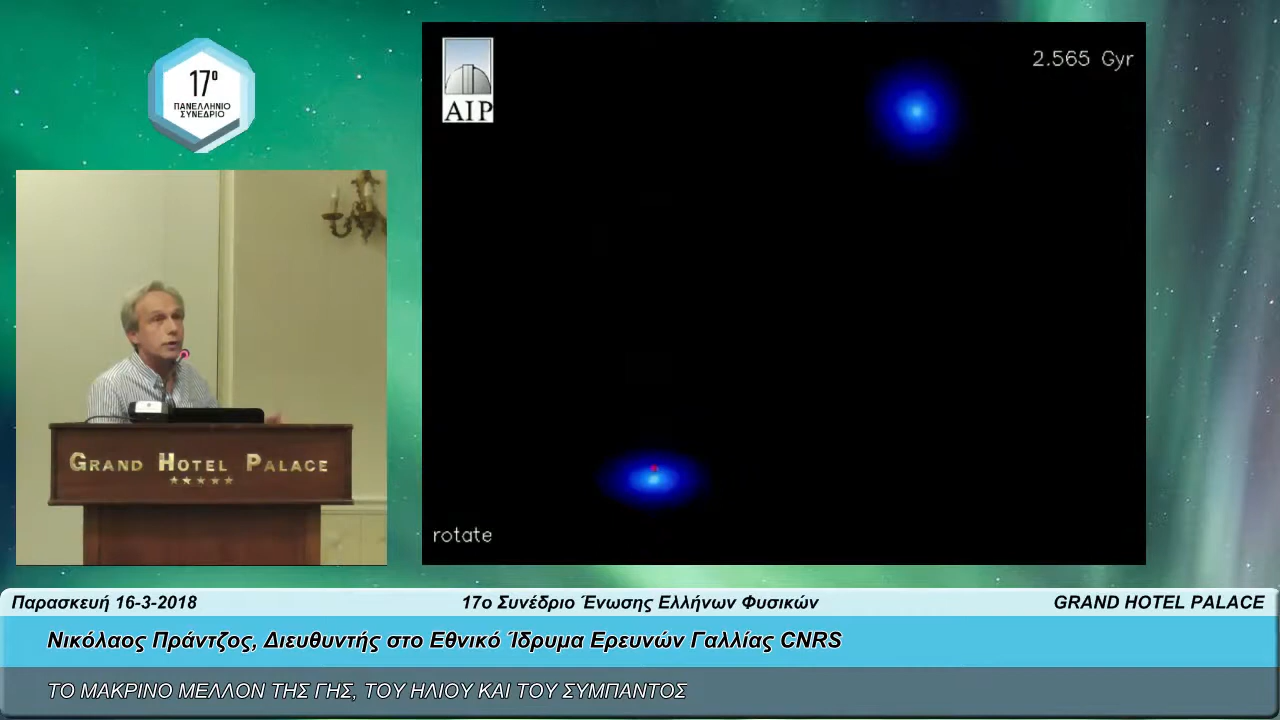 17ο
ΠΑΝΕΛΛΗΝΙΟ
ΣΥΝΕΔΡΙΟ
AIP
2.565 Gyr
rotate
GRAND HOTEL PALACE
★★★★★
Παρασκευή 16-3-2018
17ο Συνέδριο Ένωσης Ελλήνων Φυσικών
GRAND HOTEL PALACE
Νικόλαος Πράντζος, Διευθυντής στο Εθνικό Ίδρυμα Ερευνών Γαλλίας CNRS
ΤΟ ΜΑΚΡΙΝΟ ΜΕΛΛΟΝ ΤΗΣ ΓΗΣ, ΤΟΥ ΗΛΙΟΥ ΚΑΙ ΤΟΥ ΣΥΜΠΑΝΤΟΣ